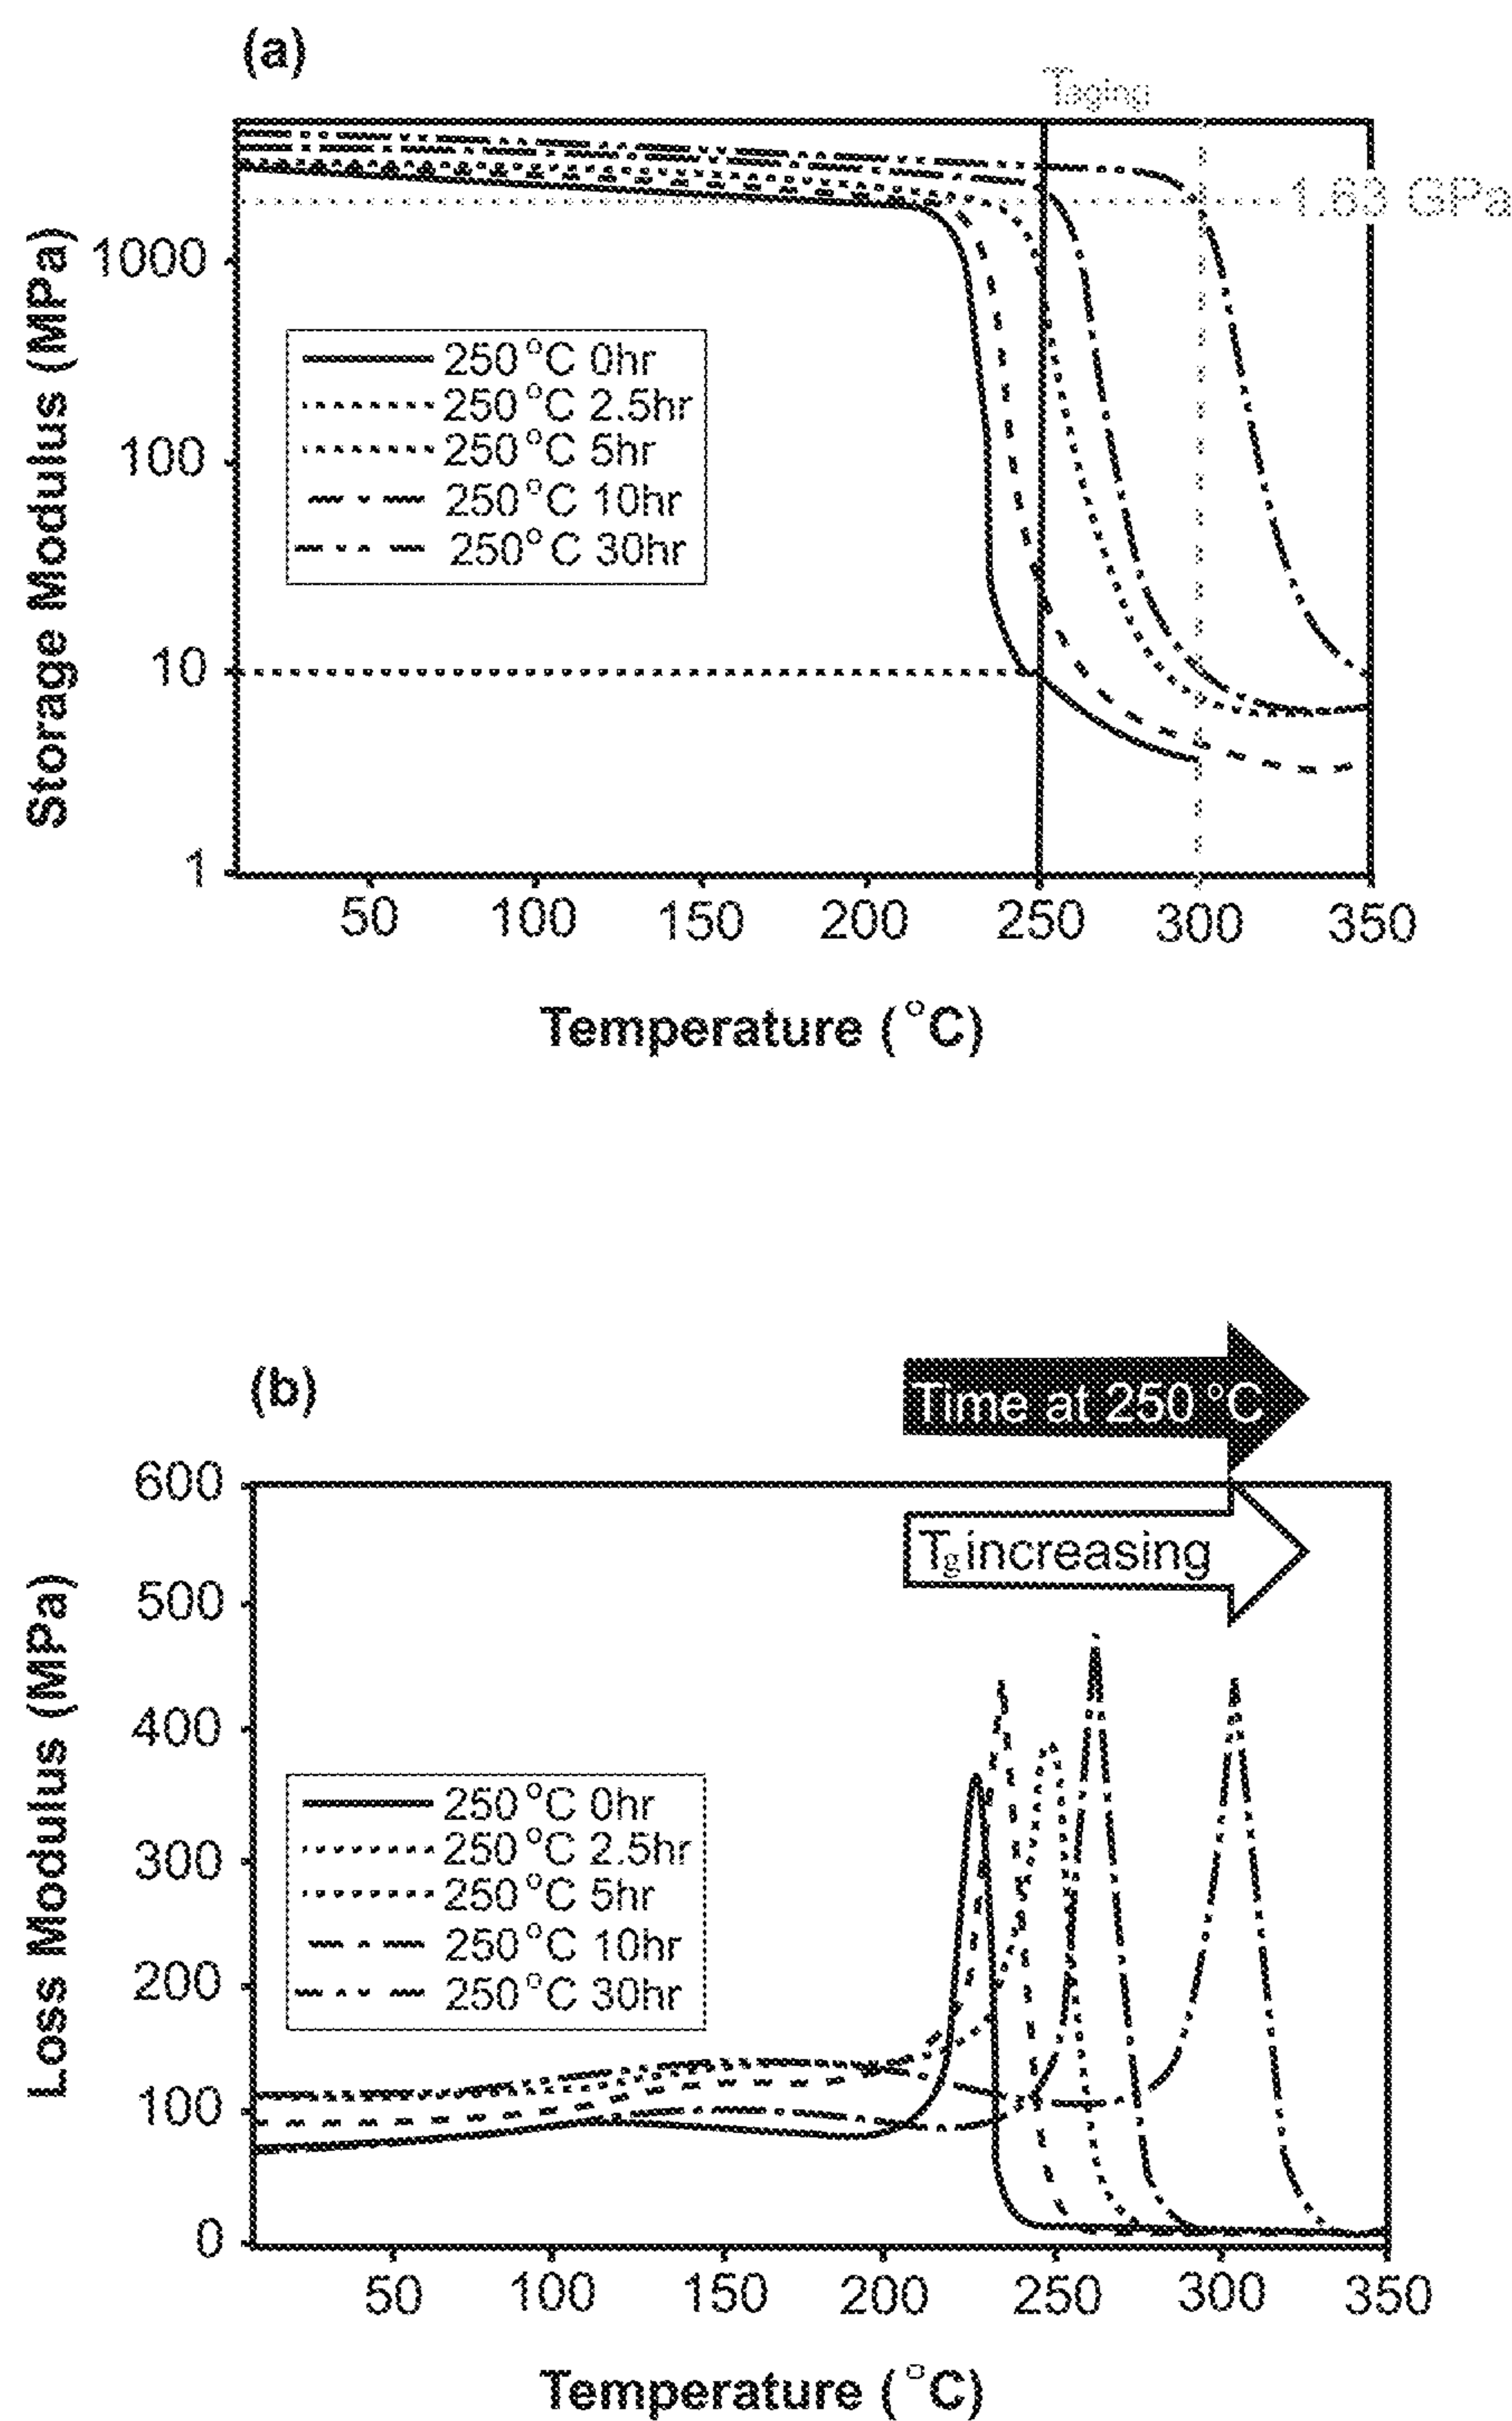 (a)
Taging
1.63 GPa
1000
100
10
1
Storage Modulus (MPa)
250°C 0hr
250°C 2.5hr
250°C 5hr
250°C 10hr
250°C 30hr
50 100 150 200 250 300 350
Temperature (°C)
(b)
Time at 250 °C
Tg increasing
600
500
400
300
200
100
0
Loss Modulus (MPa)
250°C 0hr
250°C 2.5hr
250°C 5hr
250°C 10hr
250°C 30hr
50 100 150 200 250 300 350
Temperature (°C)